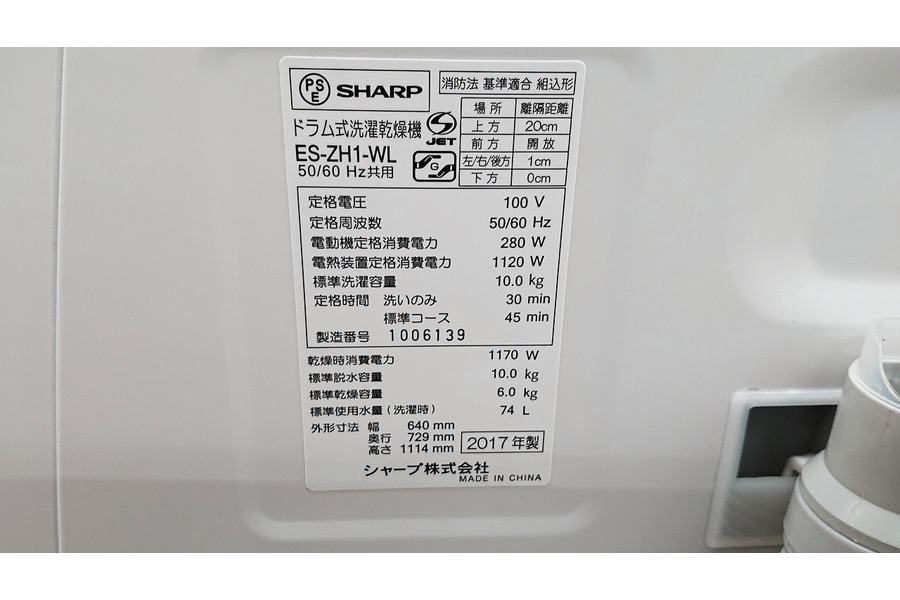 PSE SHARP
消防法 基準適合 組込形
場所 離隔距離
上方 20cm
前方 開放
左/右/後方 1cm
下方 0cm
ドラム式洗濯乾燥機
JET
ES-ZH1-WL
G
50/60 Hz共用
定格電圧 100 V
定格周波数 50/60 Hz
電動機定格消費電力 280 W
電熱装置定格消費電力 1120 W
標準洗濯容量 10.0 kg
定格時間 洗いのみ 30 min
標準コース 45 min
製造番号 1006139
乾燥時消費電力 1170 W
標準脱水容量 10.0 kg
標準乾燥容量 6.0 kg
標準使用水量(洗濯時) 74 L
外形寸法 幅 640 mm
奥行 729 mm
高さ 1114 mm
2017年製
シャープ株式会社
MADE IN CHINA